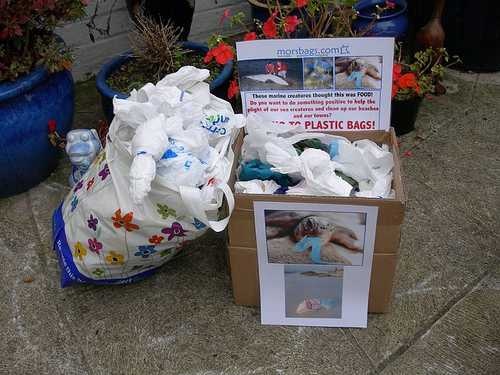 morsbags.com
These marine creatures thought this was FOOD!
Do you want to do something positive to help the
plight of our sea creatures and clean up our beaches
and our towns?
TO PLASTIC BAGS!